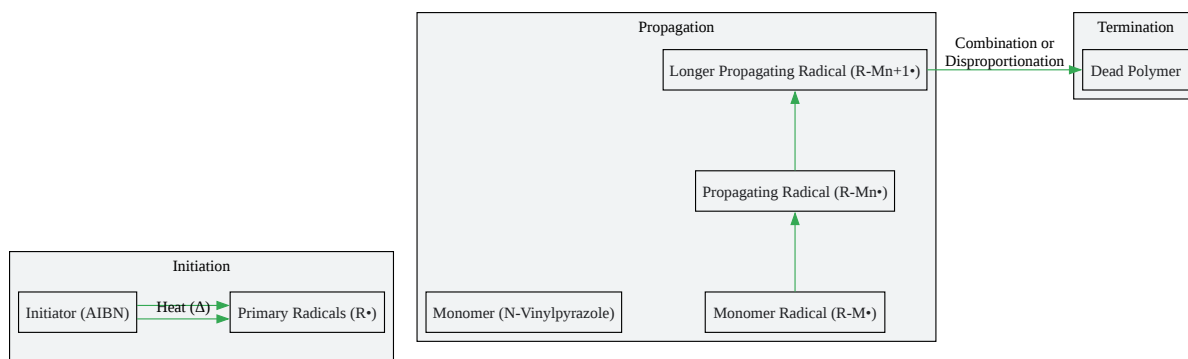 Propagation
Termination
Longer Propagating Radical (R-Mn+1•)
Combination or
Disproportionation
Dead Polymer
Propagating Radical (R-Mn•)
Initiation
Initiator (AIBN)
Heat (Δ)
Primary Radicals (R•)
Monomer (N-Vinylpyrazole)
Monomer Radical (R-M•)